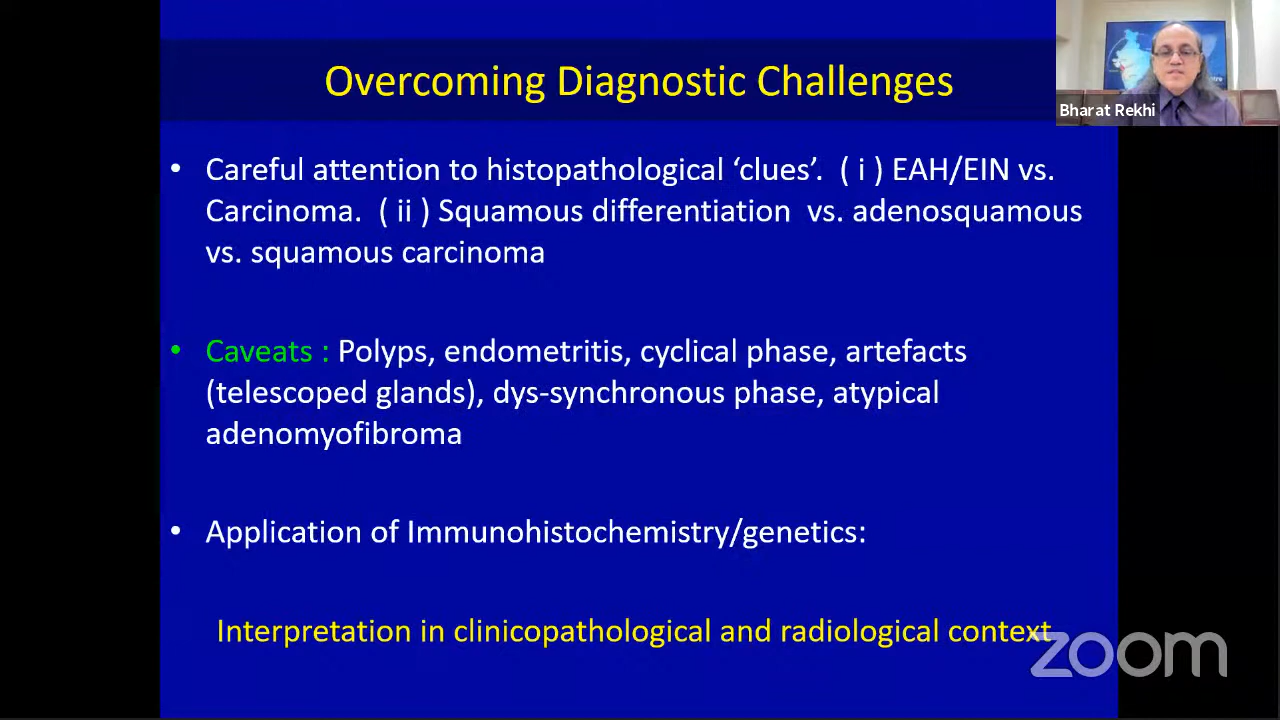 Overcoming Diagnostic Challenges
Bharat Rekhi
• Careful attention to histopathological ‘clues’. ( i ) EAH/EIN vs.
Carcinoma. ( ii ) Squamous differentiation vs. adenosquamous
vs. squamous carcinoma
• Caveats : Polyps, endometritis, cyclical phase, artefacts
(telescoped glands), dys-synchronous phase, atypical
adenomyofibroma
• Application of Immunohistochemistry/genetics:
Interpretation in clinicopathological and radiological context
zoom